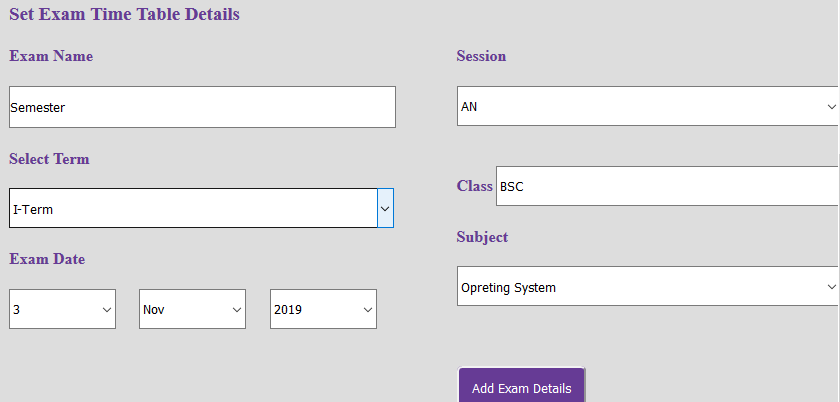 Set Exam Time Table Details
Exam Name
Session
Semester
AN
Select Term
Class BSC
I-Term
Subject
Exam Date
Opreting System
3 Nov 2019
Add Exam Details